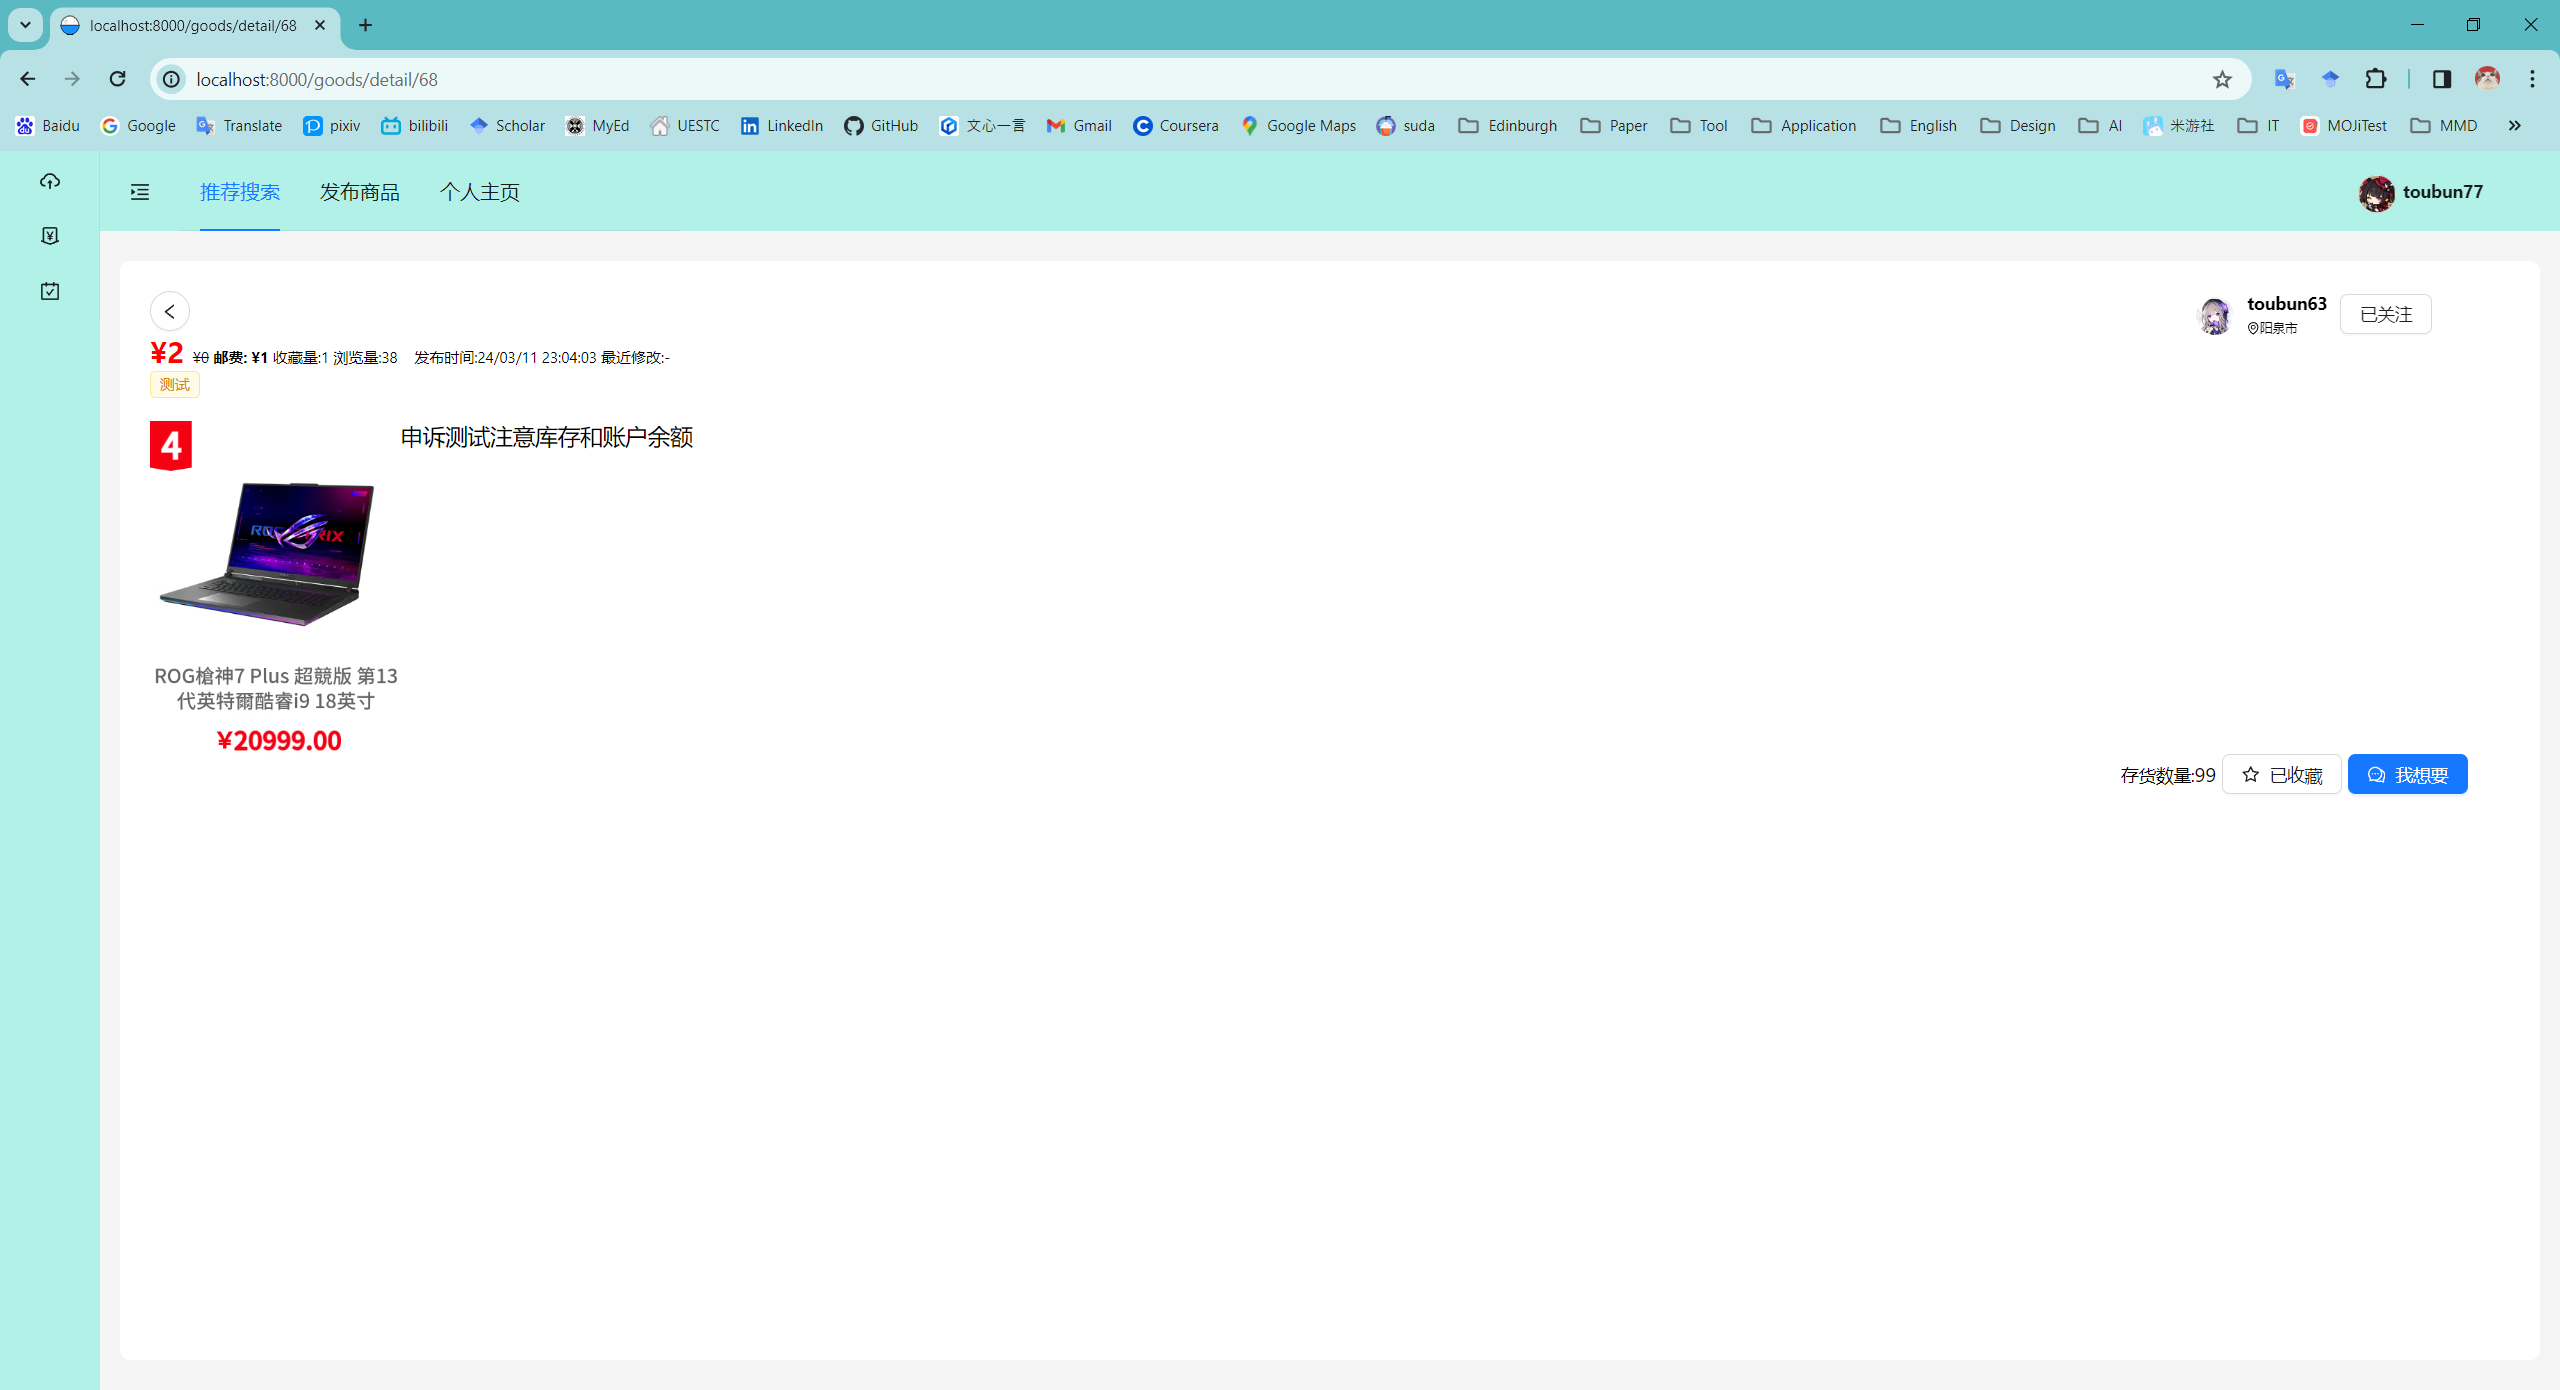 localhost:8000/goods/detail/68
localhost:8000/goods/detail/68
Baidu Google Translate pixiv bilibili Scholar MyEd UESTC LinkedIn GitHub 文心一言 Gmail Coursera Google Maps suda Edinburgh Paper Tool Application English Design AI 米游社 IT MOJiTest MMD
推荐搜索 发布商品 个人主页 toubun77
toubun63 已关注
阳泉市
¥2 ¥0 邮费: ¥1 收藏量:1 浏览量:38 发布时间:24/03/11 23:04:03 最近修改:-
测试
4 申诉测试注意库存和账户余额
ROG槍神7 Plus 超競版 第13
代英特爾酷睿i9 18英寸
¥20999.00
存货数量:99 已收藏 我想要